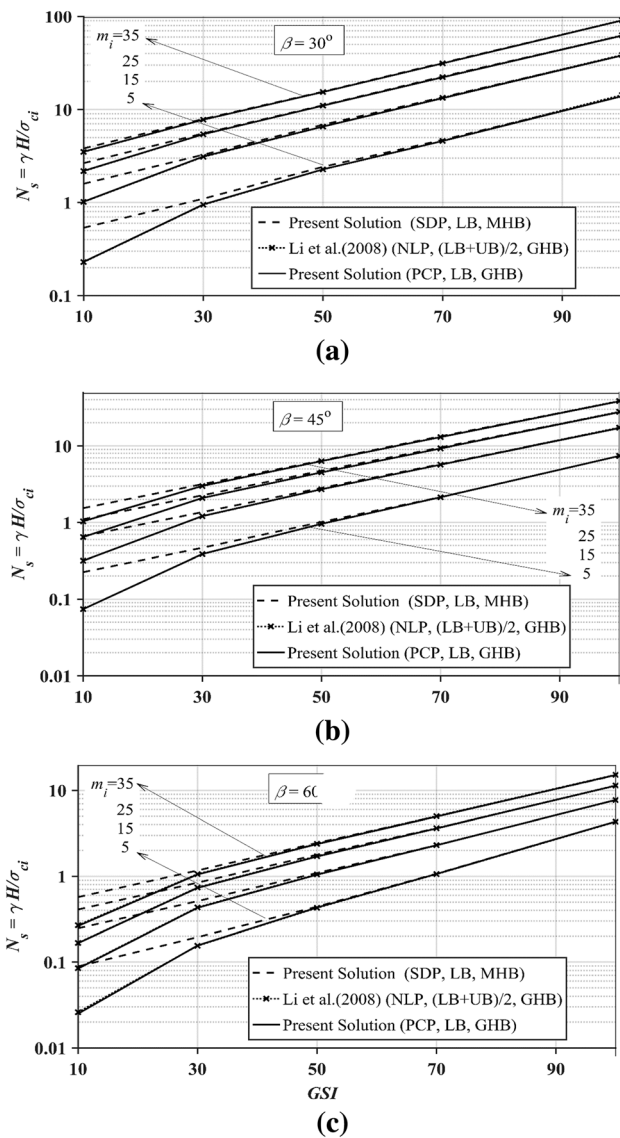 100
10
1
0.1
N_s = γH/σ_ci
m_i=35
25
15
5
β = 30°
Present Solution (SDP, LB, MHB)
Li et al.(2008) (NLP, (LB+UB)/2, GHB)
Present Solution (PCP, LB, GHB)
10 30 50 70 90
(a)
10
1
0.1
0.01
N_s = γH/σ_ci
β = 45°
m_i=35
25
15
5
Present Solution (SDP, LB, MHB)
Li et al.(2008) (NLP, (LB+UB)/2, GHB)
Present Solution (PCP, LB, GHB)
10 30 50 70 90
(b)
10
1
0.1
0.01
N_s = γH/σ_ci
m_i=35
25
15
5
β = 60
Present Solution (SDP, LB, MHB)
Li et al.(2008) (NLP, (LB+UB)/2, GHB)
Present Solution (PCP, LB, GHB)
10 30 50 70 90
GSI
(c)